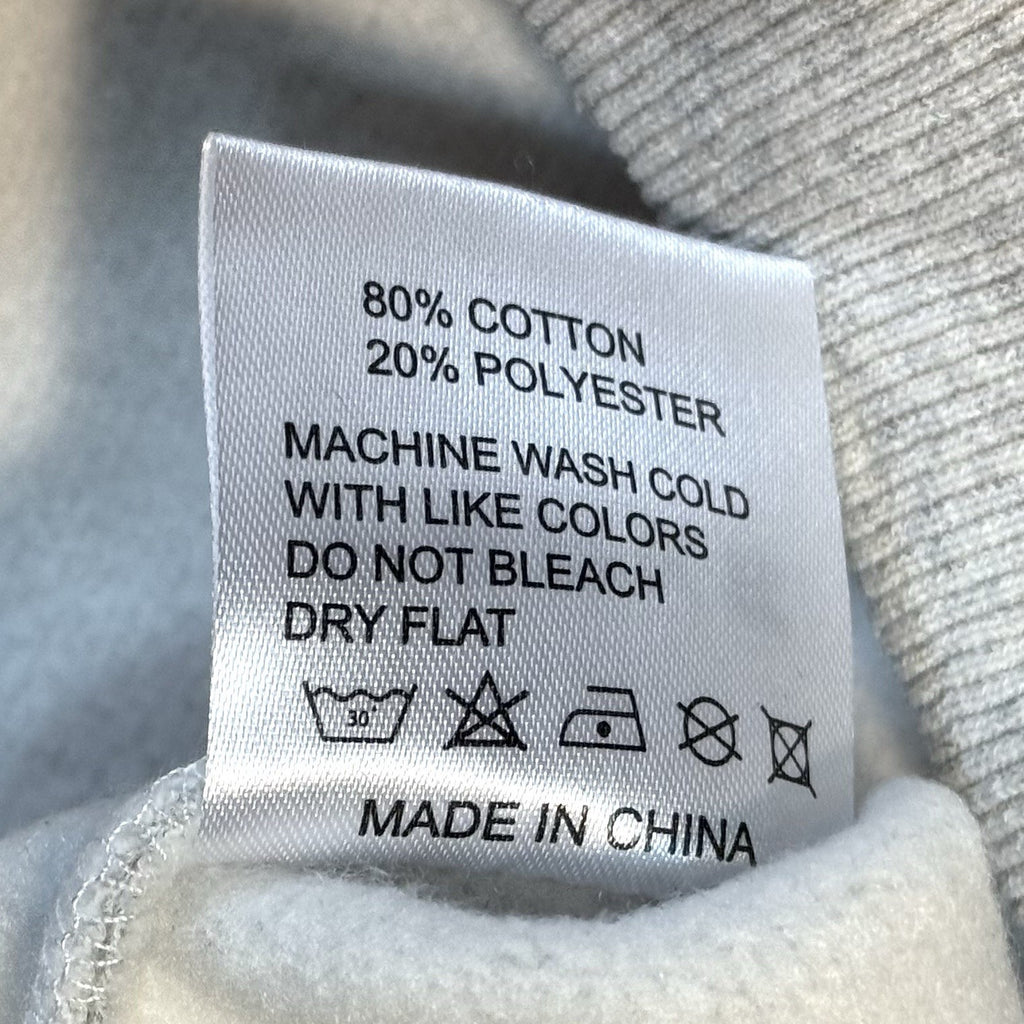 80% COTTON
20% POLYESTER
MACHINE WASH COLD
WITH LIKE COLORS
DO NOT BLEACH
DRY FLAT
30°
MADE IN CHINA